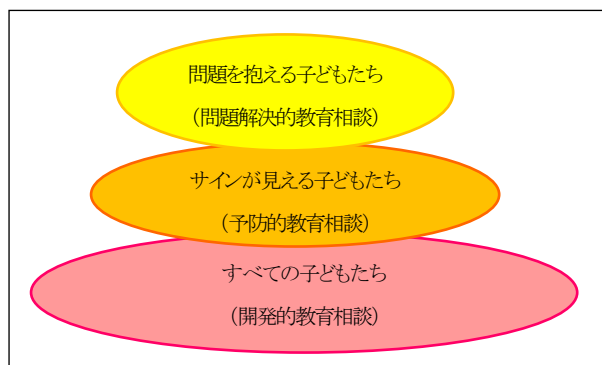 問題を抱える子どもたち
（問題解決的教育相談）
サインが見える子どもたち
（予防的教育相談）
すべての子どもたち
（開発的教育相談）